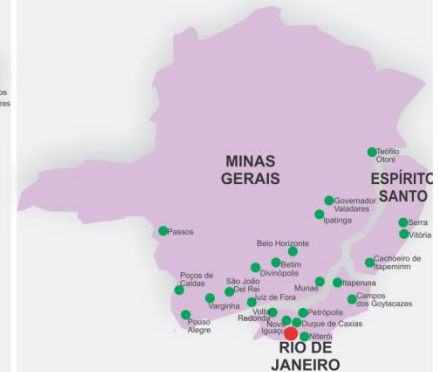 os
zes
Teófilo
Otoni
MINAS
GERAIS
ESPÍRITO
SANTO
Governador
Valadares
Ipatinga
Serra
Vitória
Passos
Belo Horizonte
Betim
Divinópolis
Cachoeiro de
Itapemirim
Poços de
Caldas
São João
Del Rei
Muriaé
Itaperuna
Varginha
Juiz de Fora
Campos
dos Goytacazes
Pouso
Alegre
Volta
Redonda
Petrópolis
Nova
Iguaçu
Duque de Caxias
Niterói
RIO DE
JANEIRO